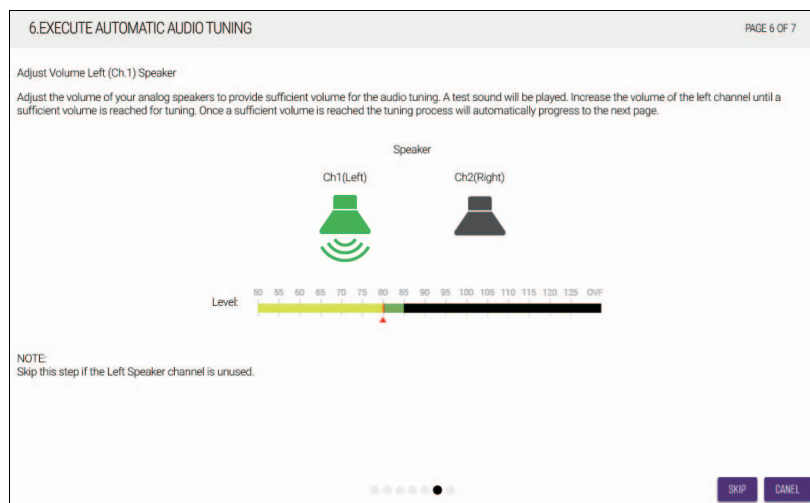 6.EXECUTE AUTOMATIC AUDIO TUNING
PAGE 6 OF 7
Adjust Volume Left (Ch.1) Speaker
Adjust the volume of your analog speakers to provide sufficient volume for the audio tuning. A test sound will be played. Increase the volume of the left channel until a
sufficient volume is reached for tuning. Once a sufficient volume is reached the tuning process will automatically progress to the next page.
Speaker
Ch1(Left) Ch2(Right)
50 55 60 65 70 75 80 85 90 95 100 105 110 115 120 125 OVF
Level:
NOTE:
Skip this step if the Left Speaker channel is unused.
SKIP CANEL